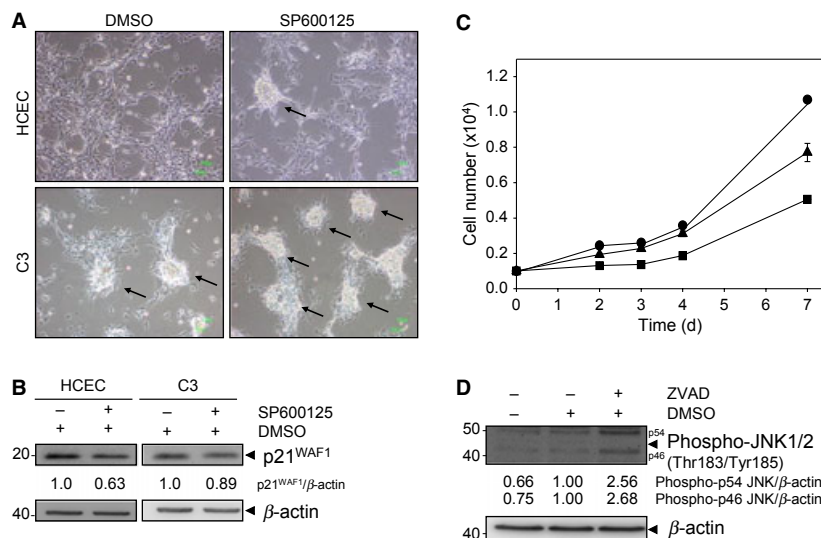 A
DMSO
SP600125
HCEC
C3
B
HCEC
C3
– + – + SP600125
+ + + + DMSO
20
p21WAF1
1.0 0.63 1.0 0.89 p21WAF1/β-actin
40
β-actin
C
1.2
1.0
0.8
0.6
0.4
0.2
0
Cell number (x10⁴)
0 1 2 3 4 5 6 7
Time (d)
D
– – + ZVAD
– + + DMSO
50
p54
Phospho-JNK1/2
40
p46
(Thr183/Tyr185)
0.66 1.00 2.56 Phospho-p54 JNK/β-actin
0.75 1.00 2.68 Phospho-p46 JNK/β-actin
40
β-actin